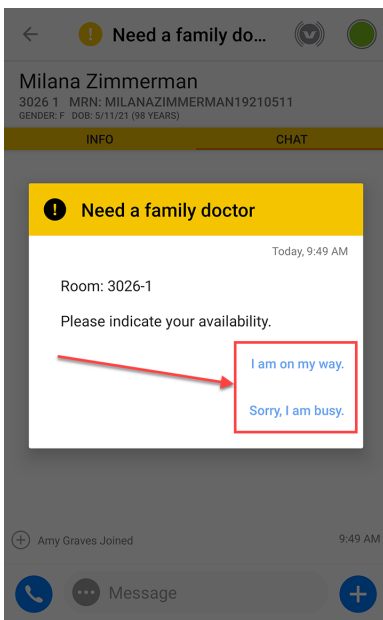 Need a family do...
Milana Zimmerman
3026 1 MRN: MILANAZIMMERMAN19210511
GENDER: F DOB: 5/11/21 (98 YEARS)
INFO CHAT
Need a family doctor
Today, 9:49 AM
Room: 3026-1
Please indicate your availability.
I am on my way.
Sorry, I am busy.
Amy Graves Joined 9:49 AM
Message